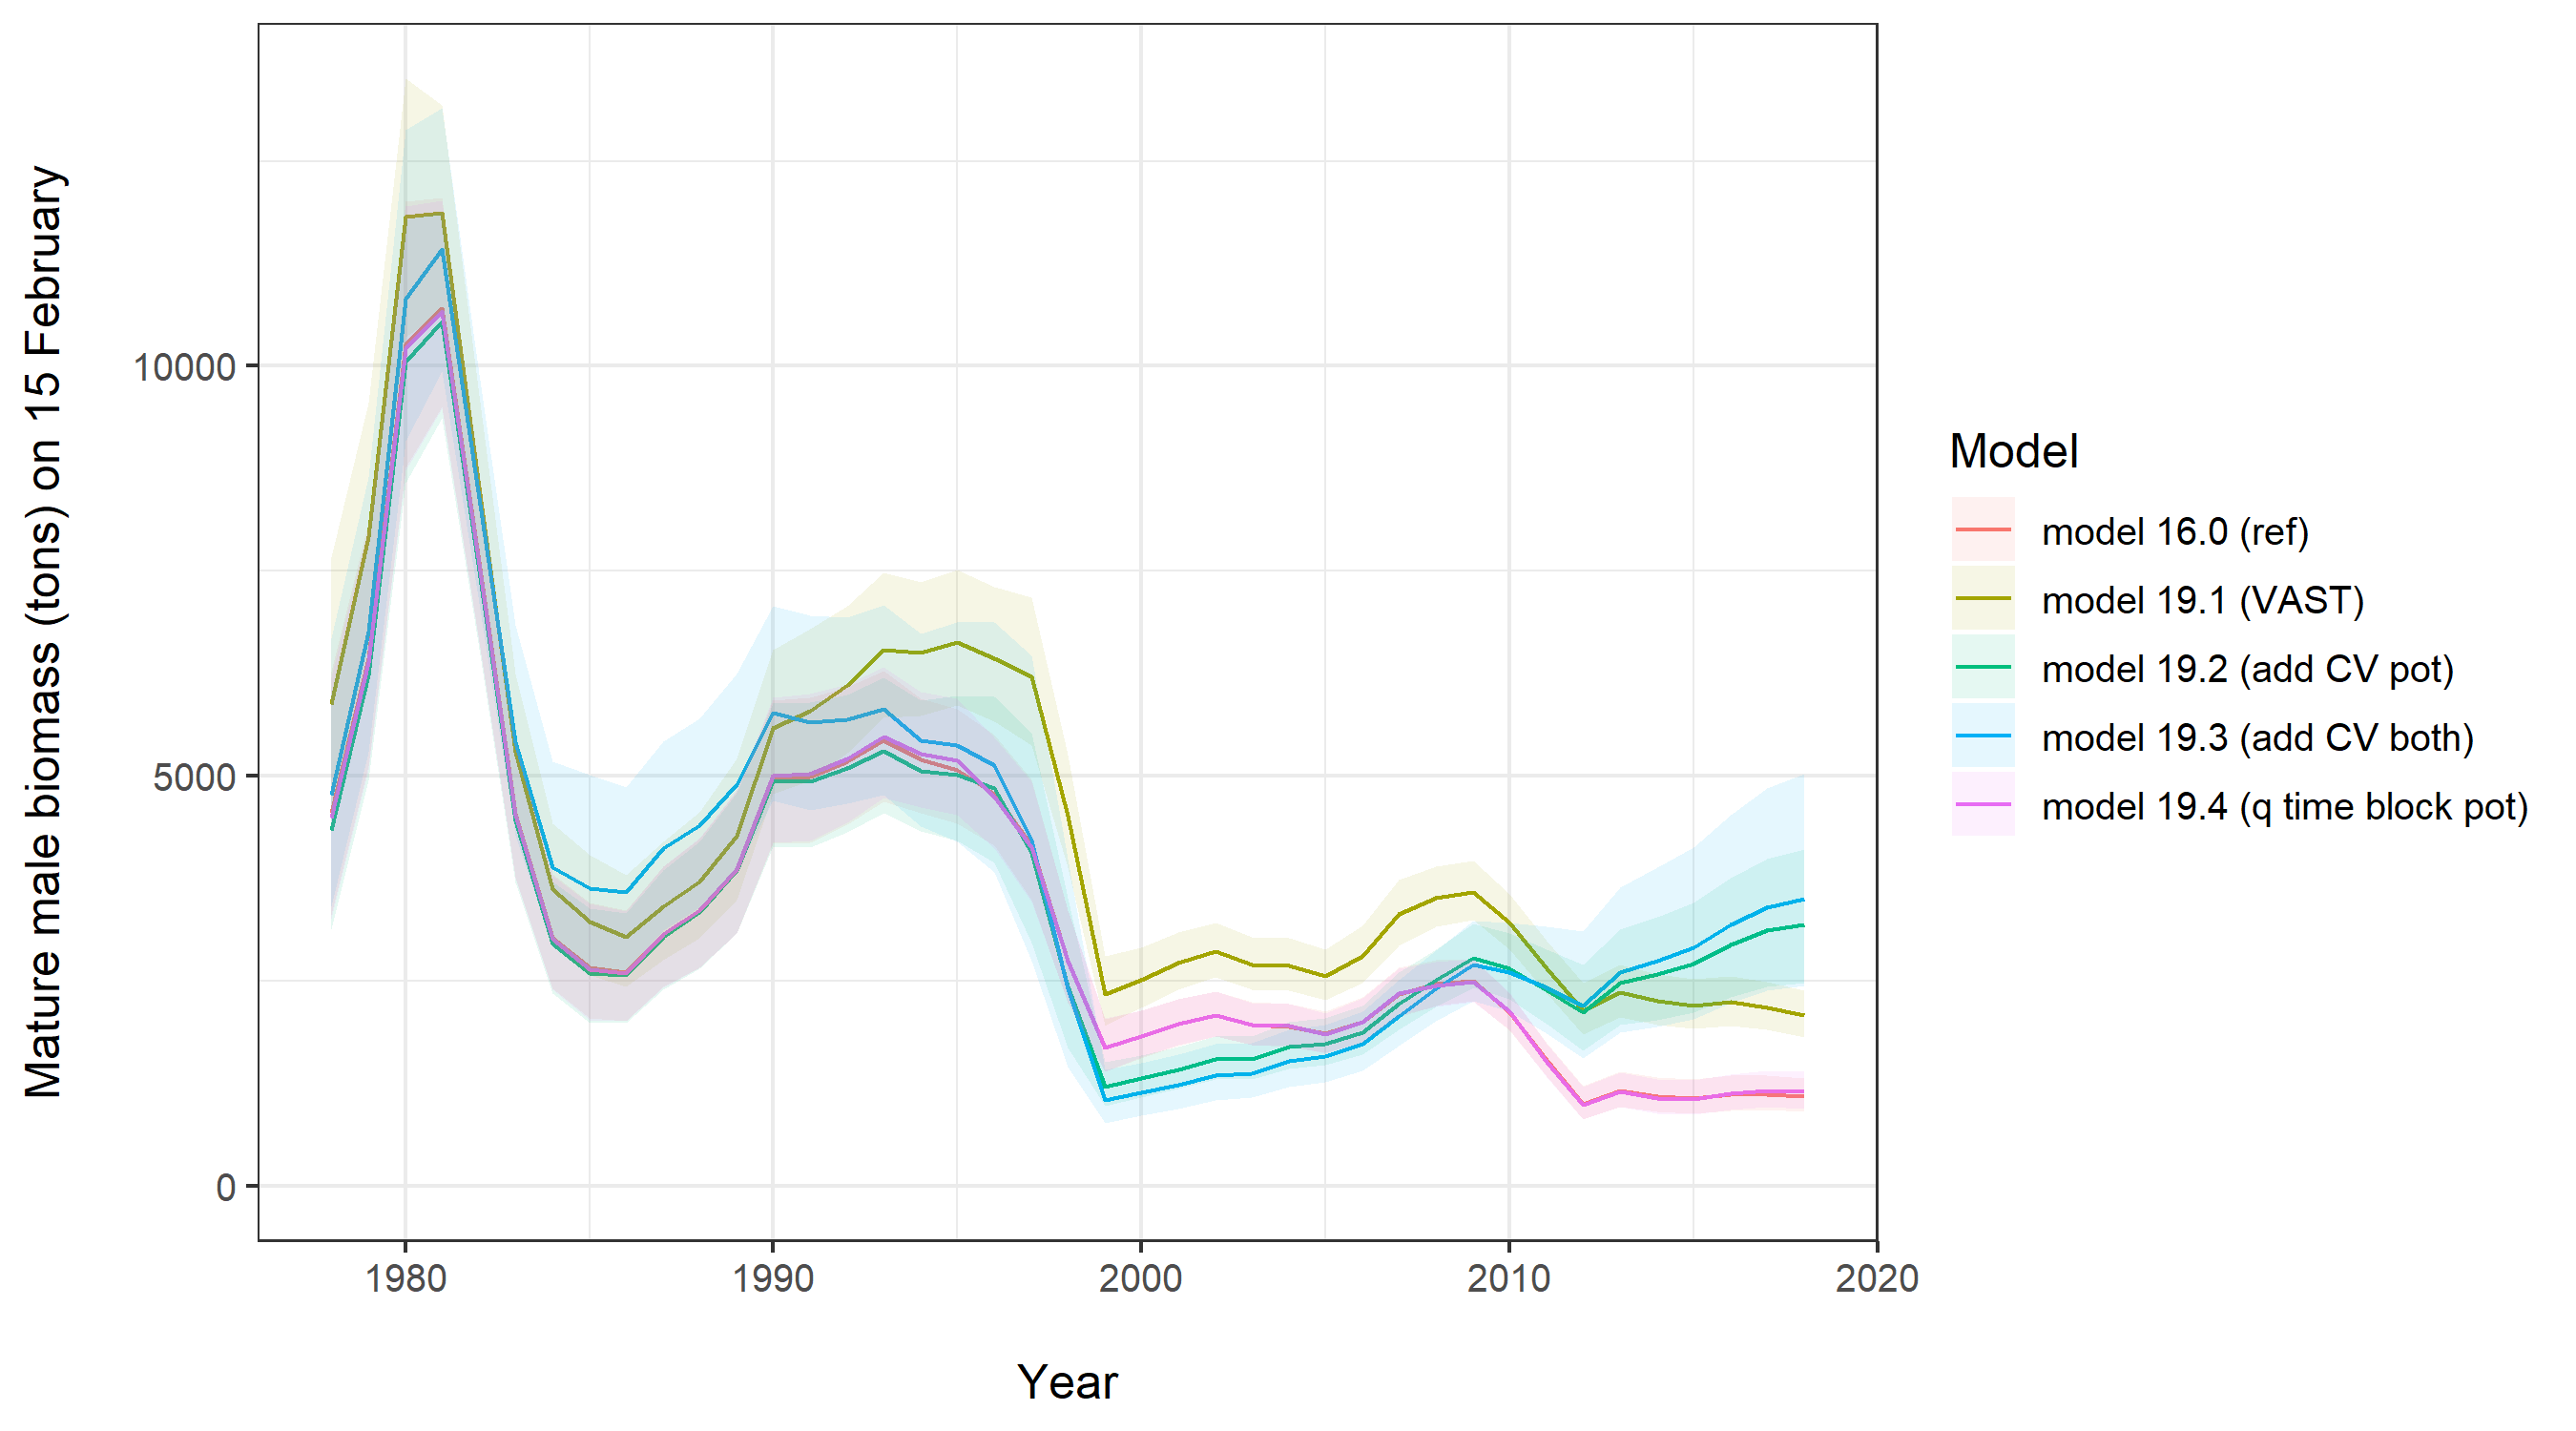 Mature male biomass (tons) on 15 February
10000
5000
0
1980
1990
2000
2010
2020
Year
Model
model 16.0 (ref)
model 19.1 (VAST)
model 19.2 (add CV pot)
model 19.3 (add CV both)
model 19.4 (q time block pot)